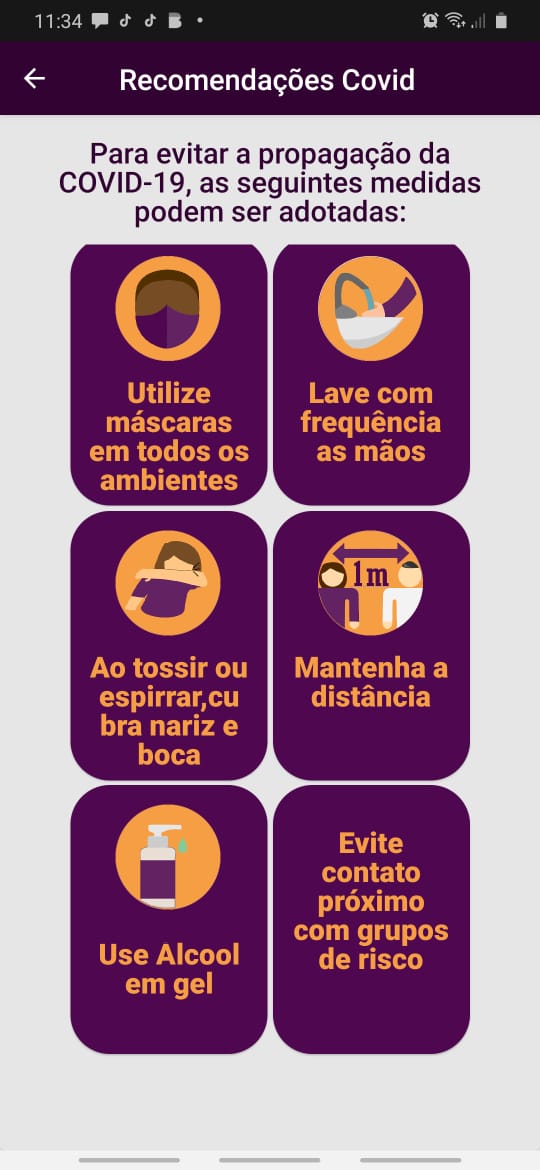 11:34
Recomendações Covid
Para evitar a propagação da
COVID-19, as seguintes medidas
podem ser adotadas:
Utilize
máscaras
em todos os
ambientes
Lave com
frequência
as mãos
Ao tossir ou
espirrar,cu
bra nariz e
boca
1m
Mantenha a
distância
Use Alcool
em gel
Evite
contato
próximo
com grupos
de risco